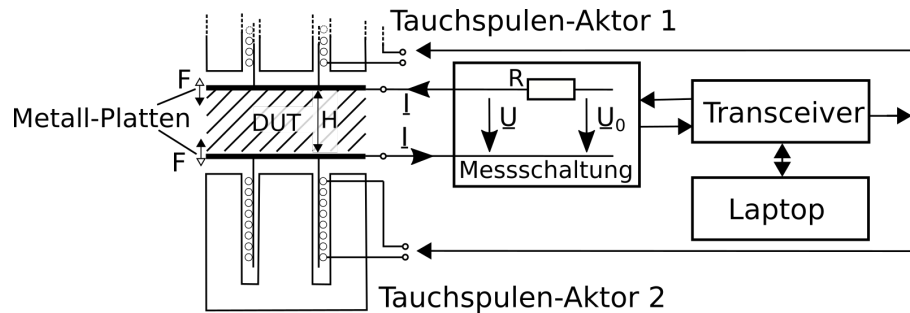 Tauchspulen-Aktor 1
F
R
I
Metall-Platten
DUT
H
U
U0
Transceiver
I
F
Messschaltung
Laptop
Tauchspulen-Aktor 2